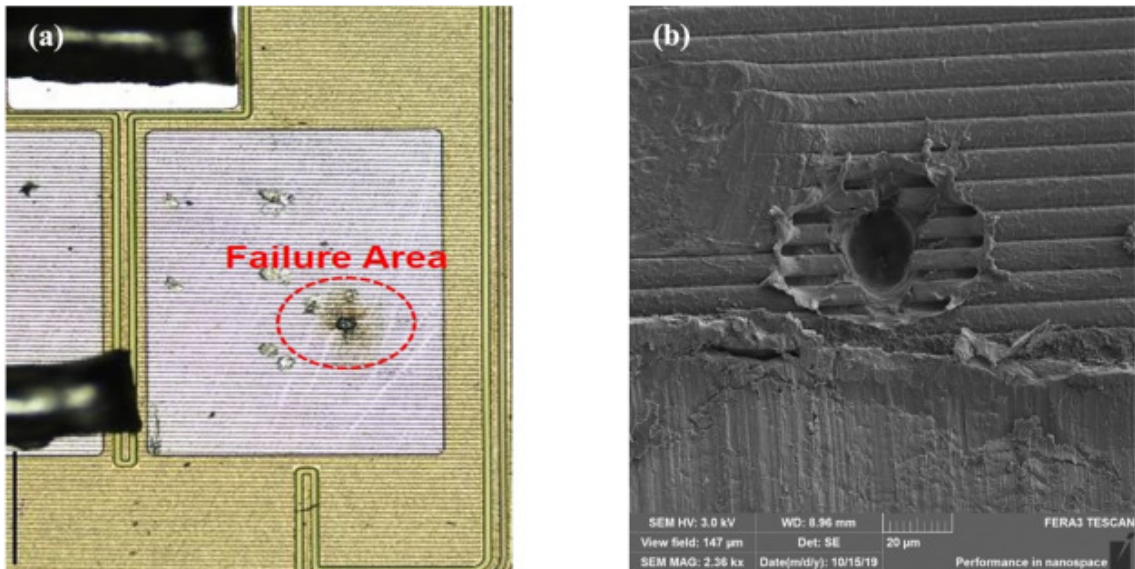 (a)
Failure Area
(b)
SEM HV: 3.0 kV WD: 8.96 mm FERA3 TESCAN
View field: 147 µm Det: SE 20 µm
SEM MAG: 2.36 kx Date(m/d/y): 10/15/19 Performance in nanospace